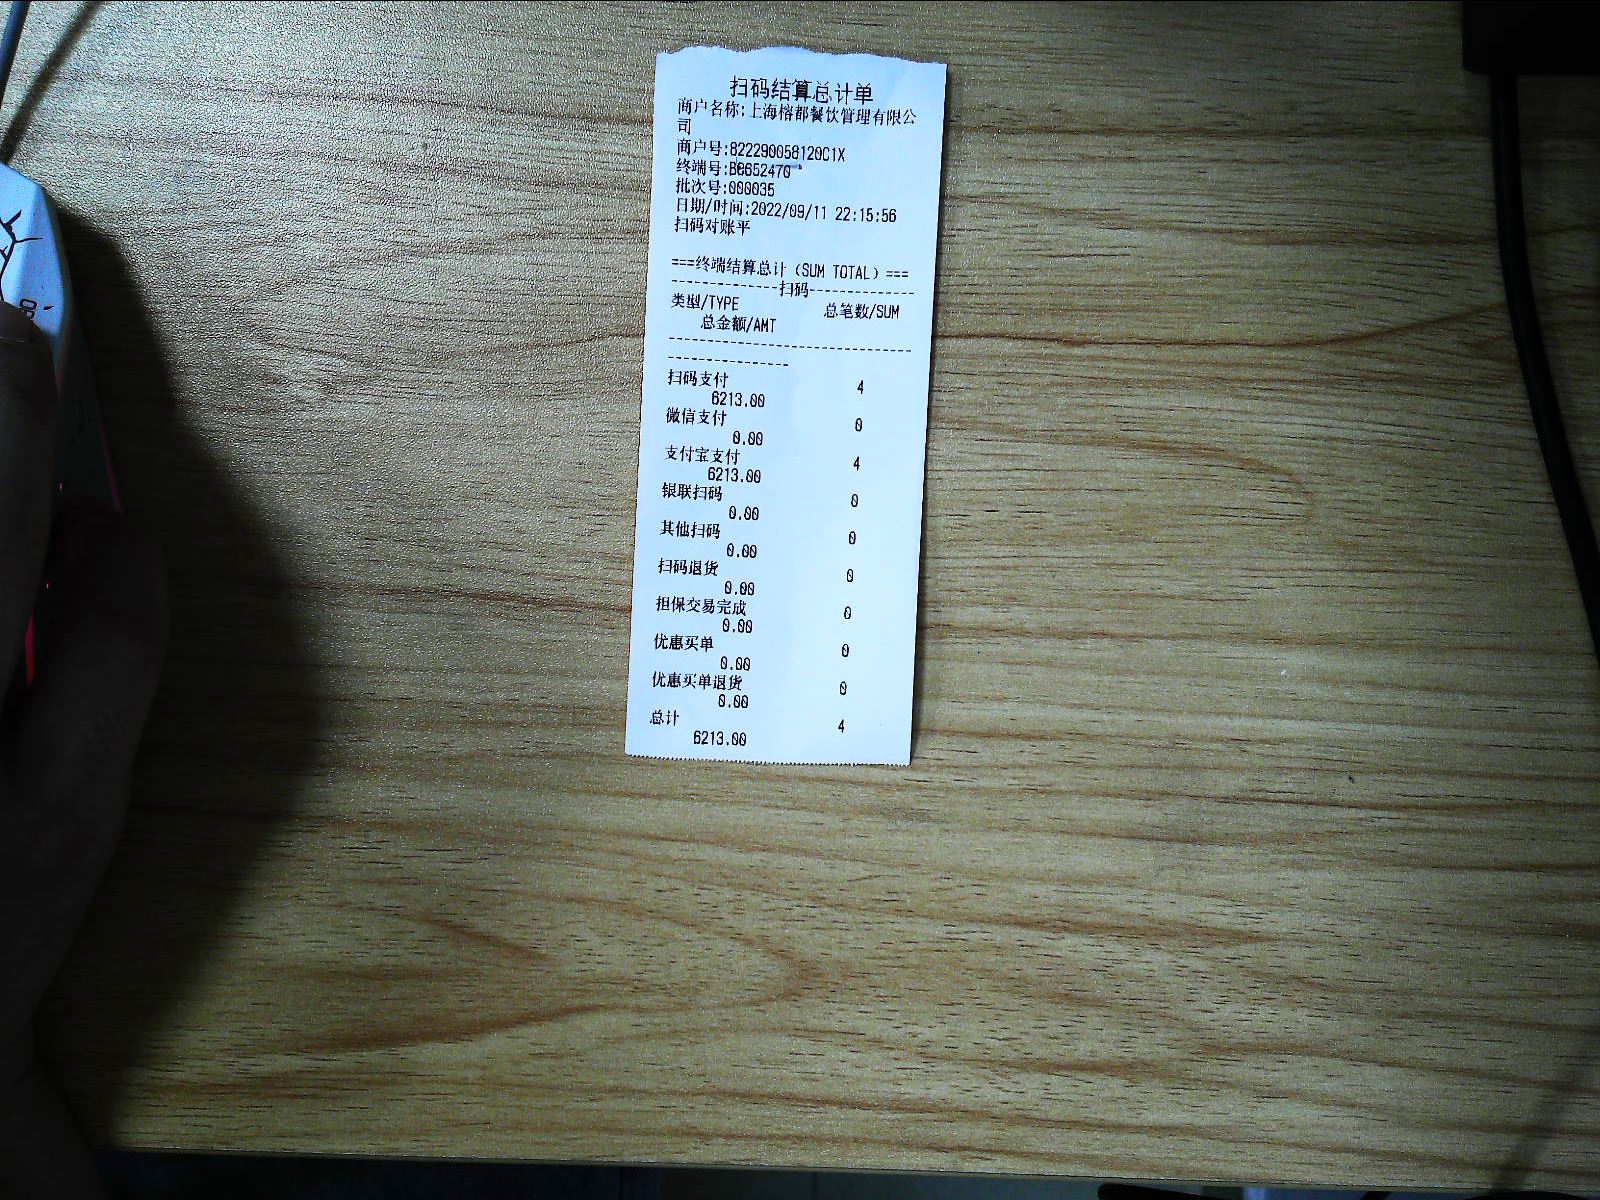 扫码结算总计单
商户名称:上海榕都餐饮管理有限公
司
商户号:822290058120C1X
终端号:B0652470
批次号:000035
日期/时间:2022/09/11 22:15:56
扫码对账平
===终端结算总计（SUM TOTAL）===
--------------扫码--------------
类型/TYPE 总笔数/SUM
总金额/AMT
--------------------------------
----------------
扫码支付 4
6213.00
微信支付 0
0.00
支付宝支付 4
6213.00
银联扫码 0
0.00
其他扫码 0
0.00
扫码退货 0
0.00
担保交易完成 0
0.00
优惠买单 0
0.00
优惠买单退货 0
0.00
总计 4
6213.00